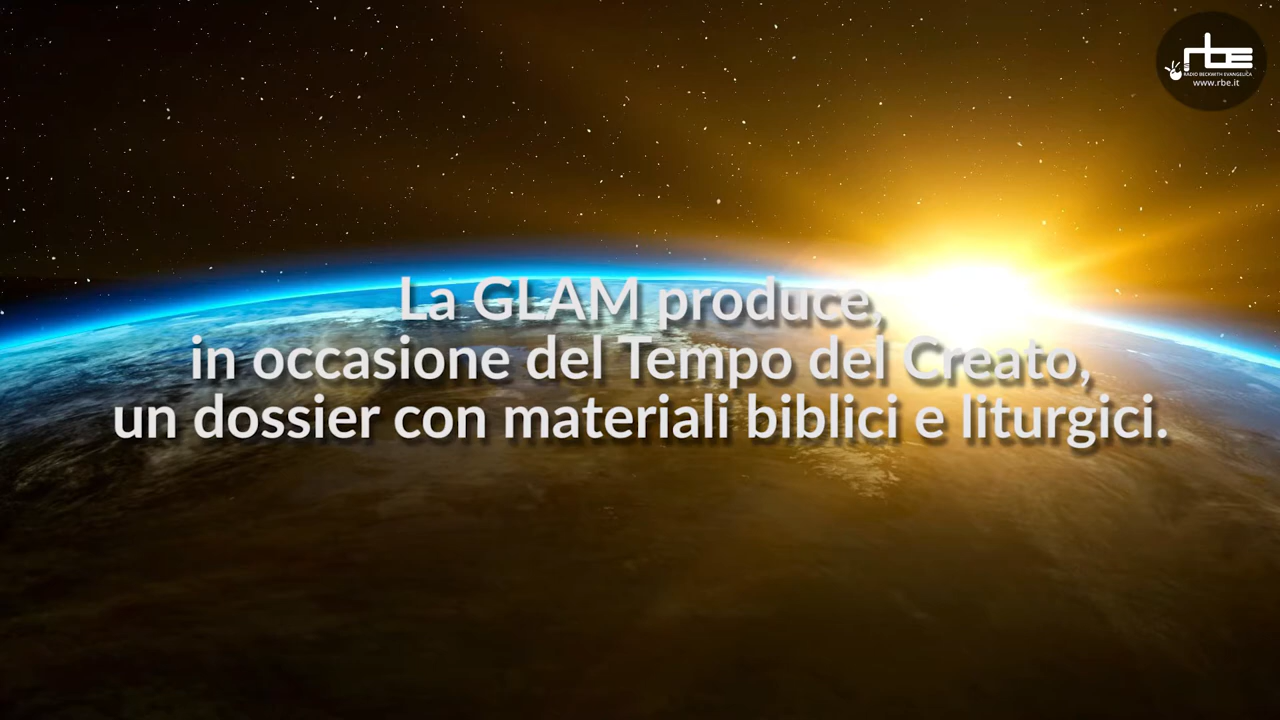 rbe
RADIO BECKWITH EVANGELICA
www.rbe.it
La GLAM produce,
in occasione del Tempo del Creato,
un dossier con materiali biblici e liturgici.